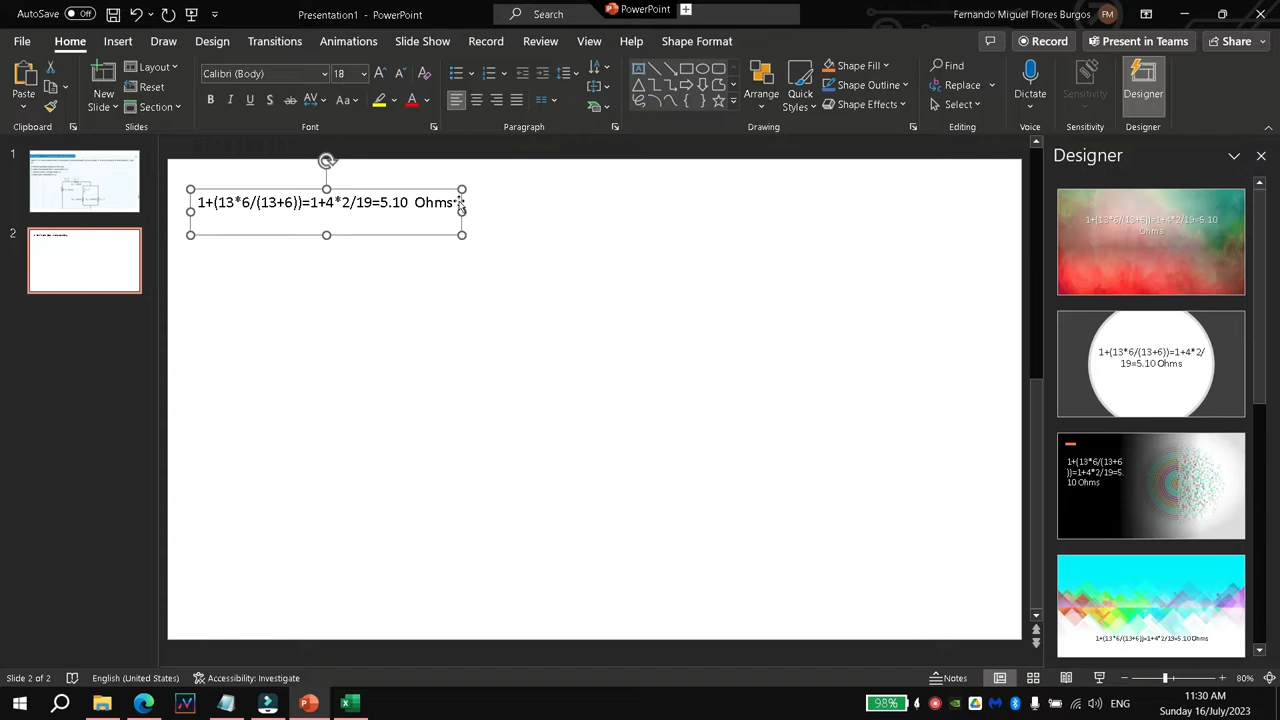 AutoSave Off Presentation1 - PowerPoint Search PowerPoint Fernando Miguel Flores Burgos FM
File Home Insert Draw Design Transitions Animations Slide Show Record Review View Help Shape Format Record Present in Teams Share
Paste
New Slide
Layout
Reset
Section
Calibri (Body) 18
B I U S ab AV Aa A
Arrange
Quick Styles
Shape Fill
Shape Outline
Shape Effects
Find
Replace
Select
Dictate
Sensitivity
Designer
Clipboard Slides Font Paragraph Drawing Editing Voice Sensitivity Designer
1
2
1+(13*6/(13+6))=1+4*2/19=5.10 Ohms
Designer
1+(13*6/(13+6))=1+4*2/19=5.10
Ohms
1+(13*6/(13+6))=1+4*2/
19=5.10 Ohms
1+(13*6/(13+6
))=1+4*2/19=5.
10 Ohms
1+(13*6/(13+6))=1+4*2/19=5.10 Ohms
Slide 2 of 2 English (United States) Accessibility: Investigate Notes 80%
98% ENG
11:30 AM
Sunday 16/July/2023